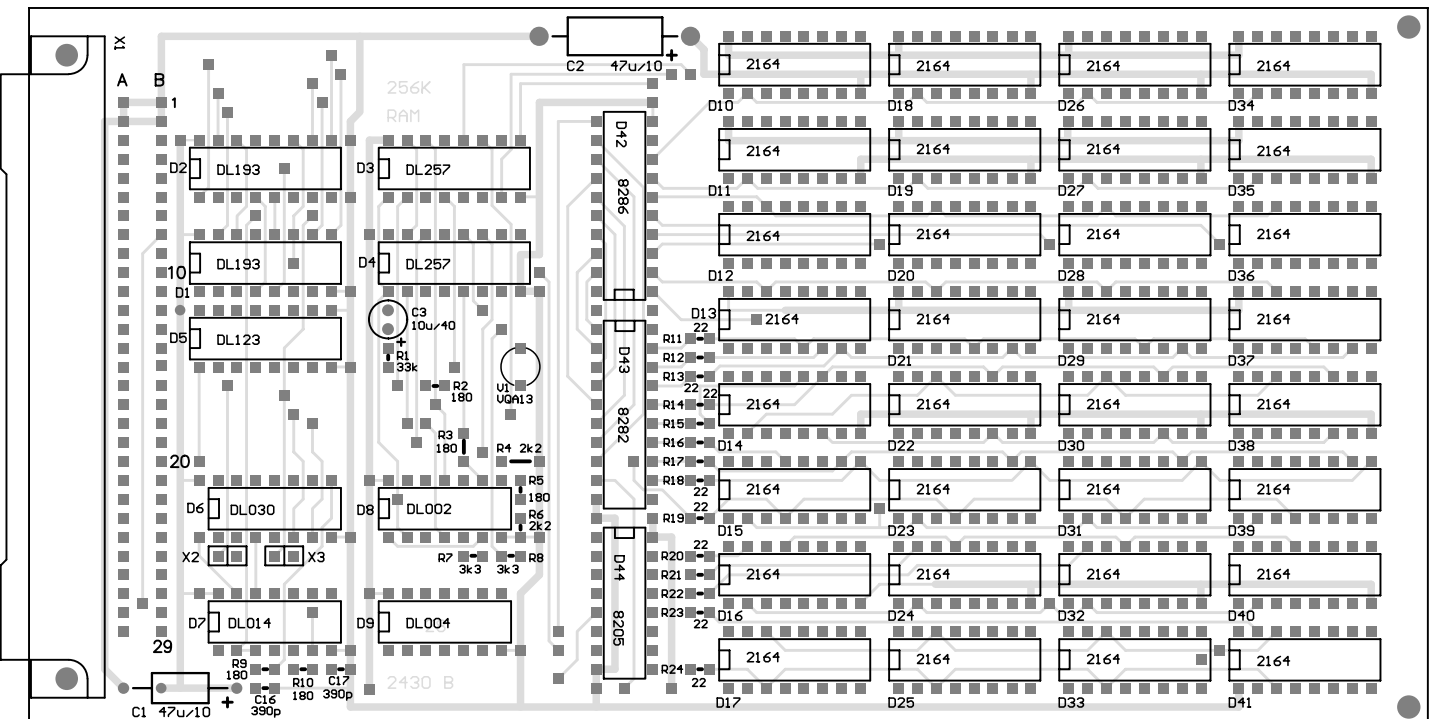 X1
A B
1
10
20
29
256K
RAM
2430 B
C2 47u/10
+
D2 DL193
D3 DL257
D1 DL193
D4 DL257
D5 DL123
C3
10u/40
+
R1
33k
R2
180
V1
VQA13
R3
180
R4 2k2
R5
180
R6
2k2
D6 DL030
D8 DL002
X2 X3
R7 R8
3k3 3k3
D7 DL014
D9 DL004
R9
180
R10
180
C17
390p
C16
390p
C1 47u/10
+
D42
8286
D43
8282
D44
8205
R11 22
R12
R13
22 22
R14
R15
R16
R17
R18
22
22
R19
22
R20
R21
R22
R23
22
R24
22
2164 2164 2164 2164
D10 D18 D26 D34
2164 2164 2164 2164
D11 D19 D27 D35
2164 2164 2164 2164
D12 D20 D28 D36
D13 2164 2164 2164 2164
D21 D29 D37
2164 2164 2164 2164
D14 D22 D30 D38
2164 2164 2164 2164
D15 D23 D31 D39
2164 2164 2164 2164
D16 D24 D32 D40
2164 2164 2164 2164
D17 D25 D33 D41